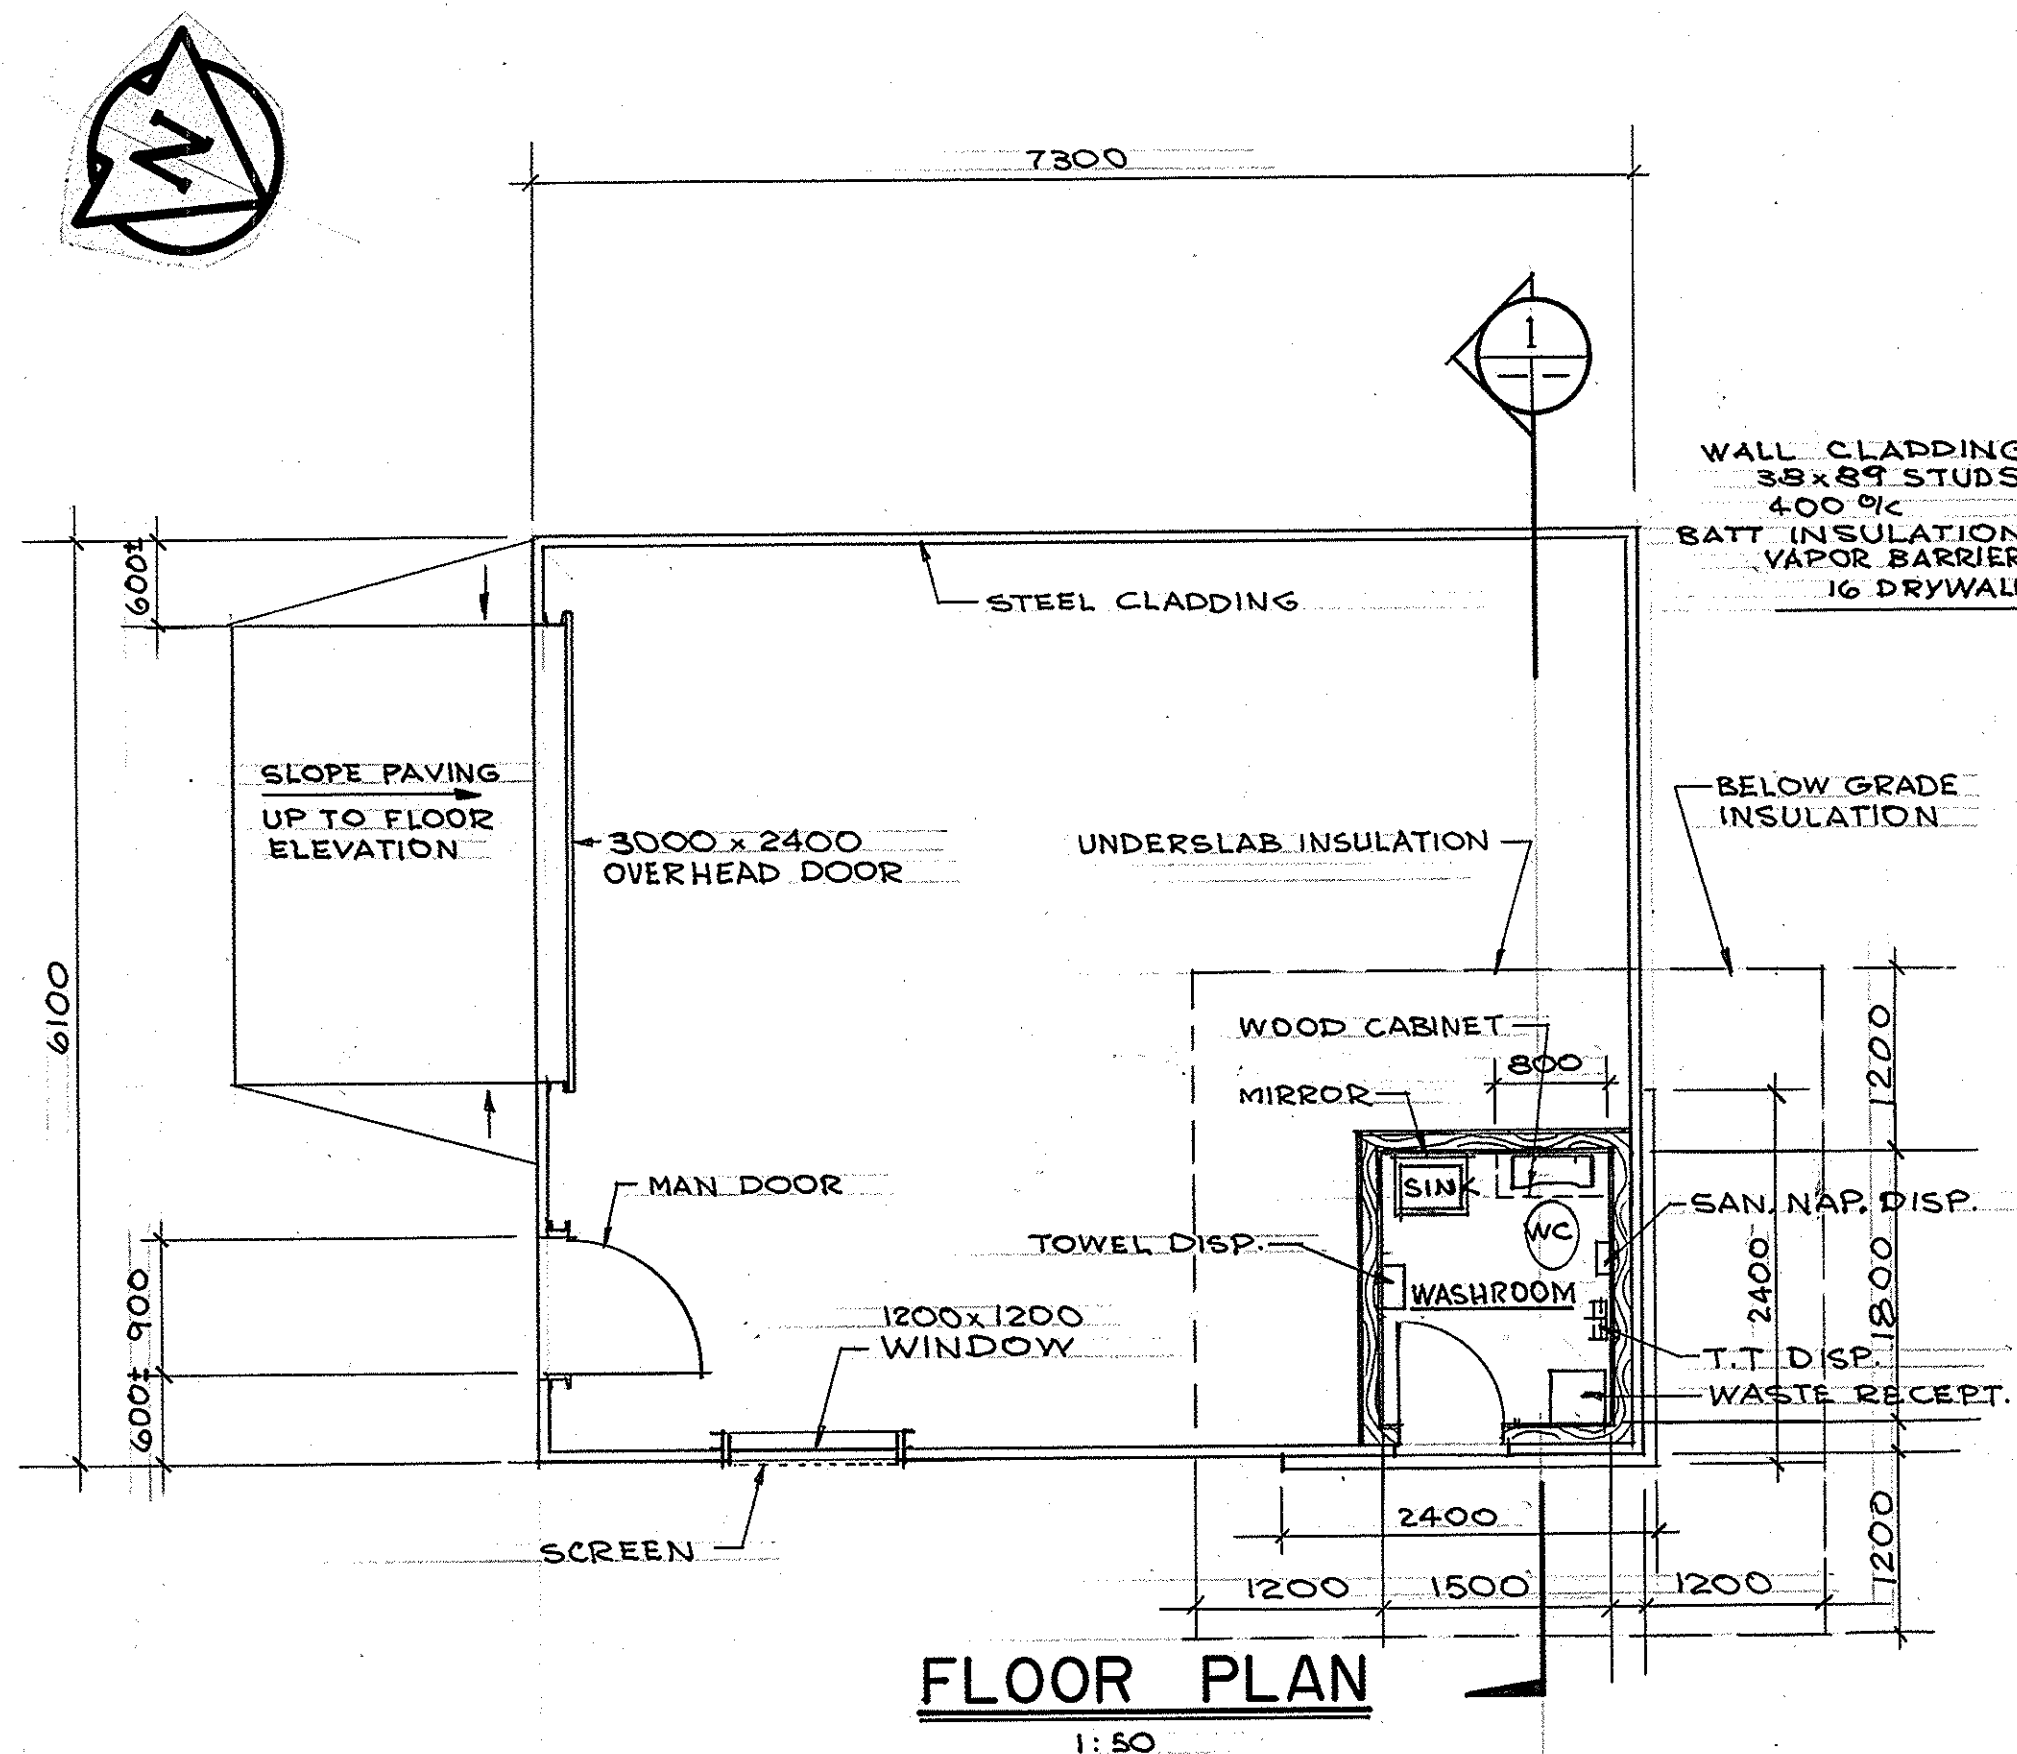 N
7300
1
WALL CLADDING
38x89 STUDS
400 o/c
BATT INSULATION
VAPOR BARRIER
16 DRYWALL
600±
STEEL CLADDING
SLOPE PAVING
UP TO FLOOR
ELEVATION
3000 x 2400
OVERHEAD DOOR
UNDERSLAB INSULATION
BELOW GRADE
INSULATION
6100
WOOD CABINET
800
MIRROR
1200
MAN DOOR
SINK
WC
SAN. NAP. DISP.
TOWEL DISP.
WASHROOM
2400
1800
900
1200x1200
WINDOW
T.T DISP.
WASTE RECEPT.
600±
SCREEN
2400
1200
1200
1500
1200
FLOOR PLAN
1:50